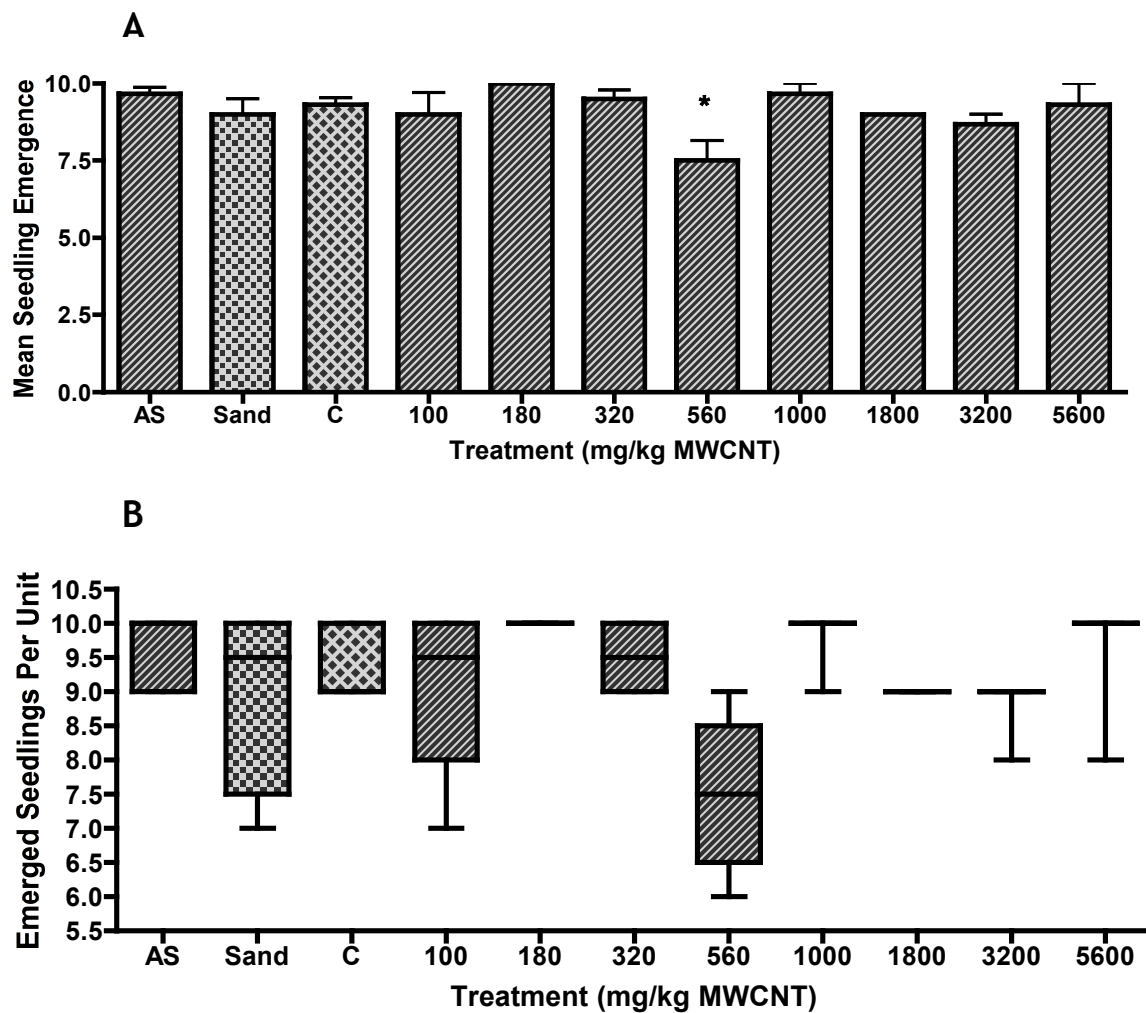 A
Mean Seedling Emergence
10.0
7.5
5.0
2.5
0.0
*
AS Sand C 100 180 320 560 1000 1800 3200 5600
Treatment (mg/kg MWCNT)
B
Emerged Seedlings Per Unit
10.5
10.0
9.5
9.0
8.5
8.0
7.5
7.0
6.5
6.0
5.5
AS Sand C 100 180 320 560 1000 1800 3200 5600
Treatment (mg/kg MWCNT)